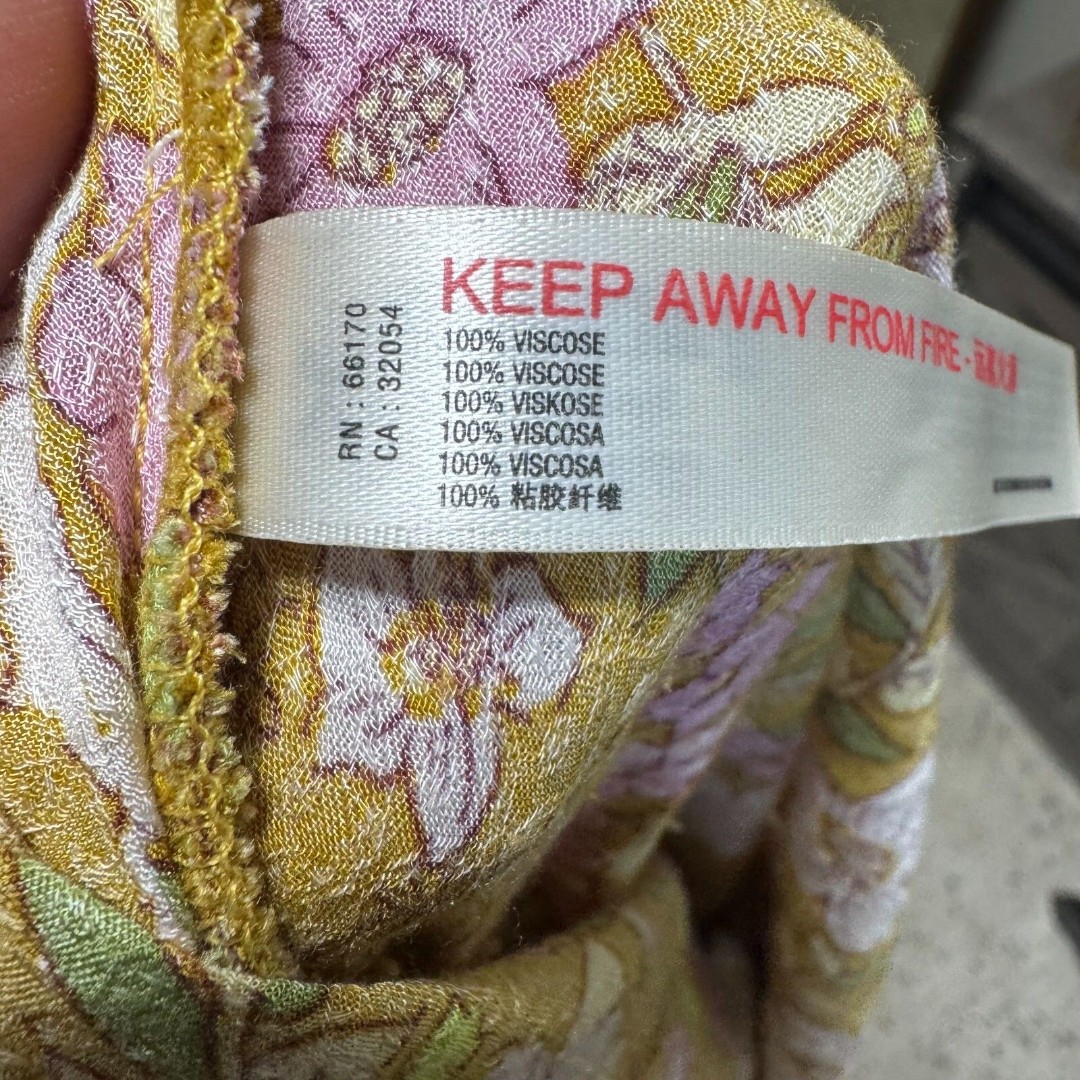 KEEP AWAY FROM FIRE -
100% VISCOSE
100% VISCOSE
100% VISKOSE
100% VISCOSA
100% VISCOSA
100% 粘胶纤维
RN: 66170
CA: 32054